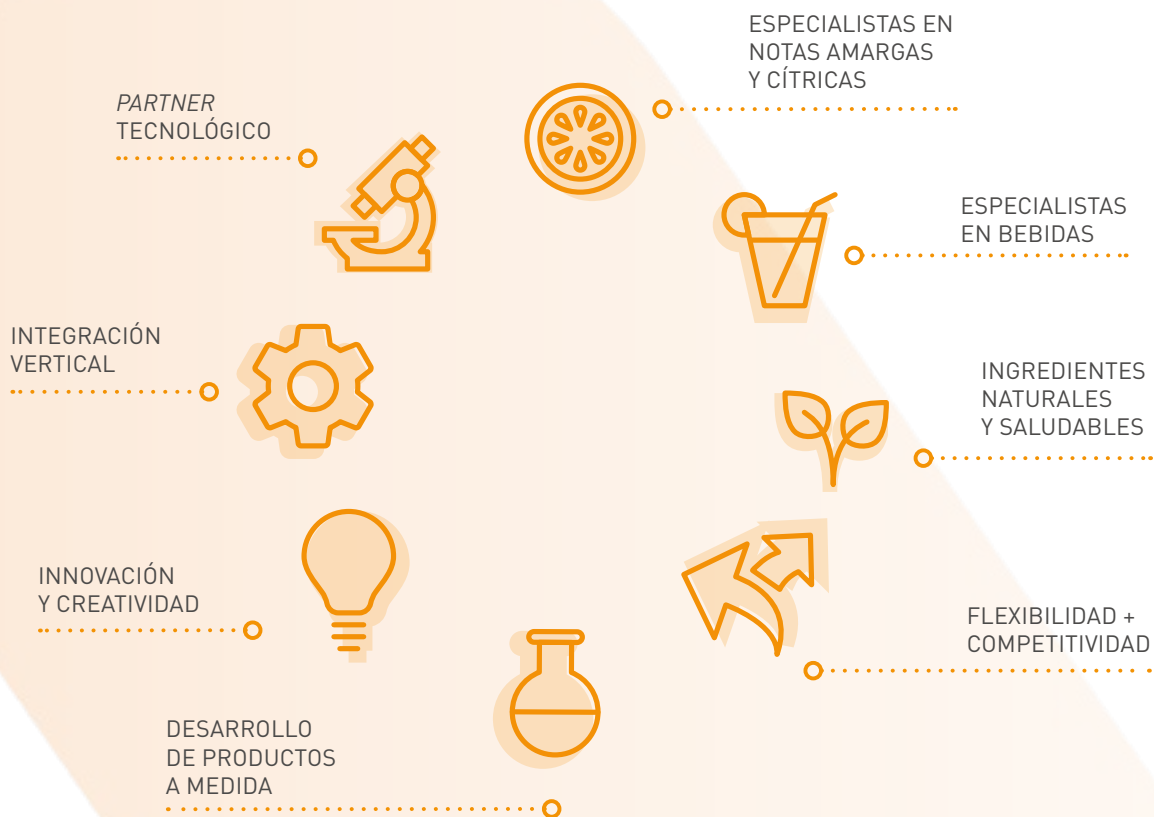 ESPECIALISTAS EN
NOTAS AMARGAS
Y CÍTRICAS
PARTNER
TECNOLÓGICO
ESPECIALISTAS
EN BEBIDAS
INTEGRACIÓN
VERTICAL
INGREDIENTES
NATURALES
Y SALUDABLES
INNOVACIÓN
Y CREATIVIDAD
FLEXIBILIDAD +
COMPETITIVIDAD
DESARROLLO
DE PRODUCTOS
A MEDIDA